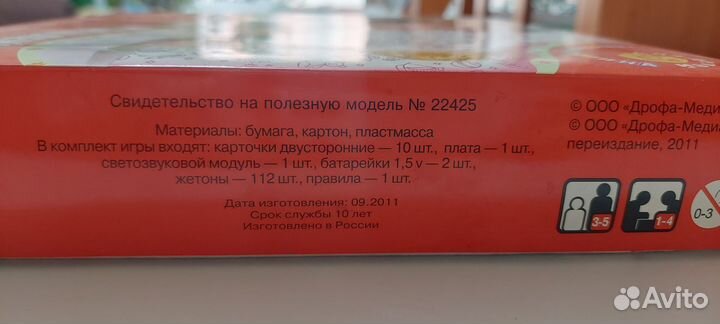 Свидетельство на полезную модель № 22425
Материалы: бумага, картон, пластмасса
В комплект игры входят: карточки двусторонние — 10 шт., плата — 1 шт.,
светозвуковой модуль — 1 шт., батарейки 1,5 v — 2 шт.,
жетоны — 112 шт., правила — 1 шт.
Дата изготовления: 09.2011
Срок службы 10 лет
Изготовлено в России
© ООО «Дрофа-Меди
© ООО «Дрофа-Меди
переиздание, 2011
3-5
1-4
0-3
Avito